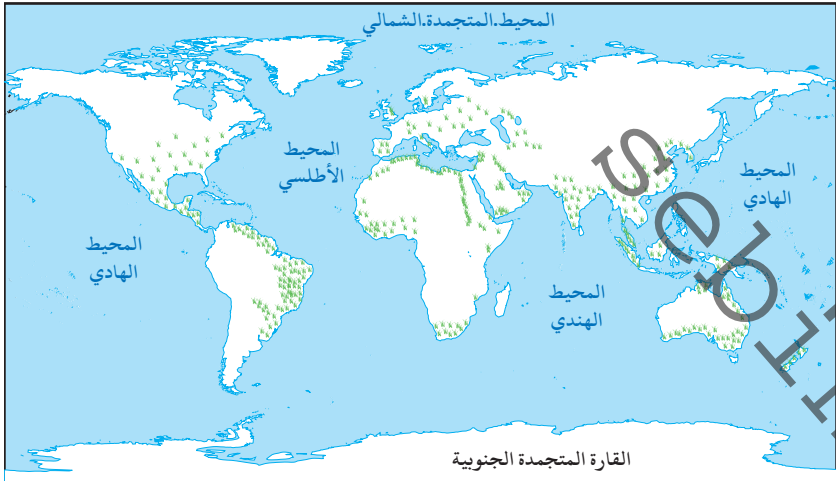 المحيط.المتجمدة.الشمالي
المحيط
الأطلسي
المحيط
الهادي
المحيط
الهادي
المحيط
الهندي
القارة المتجمدة الجنوبية